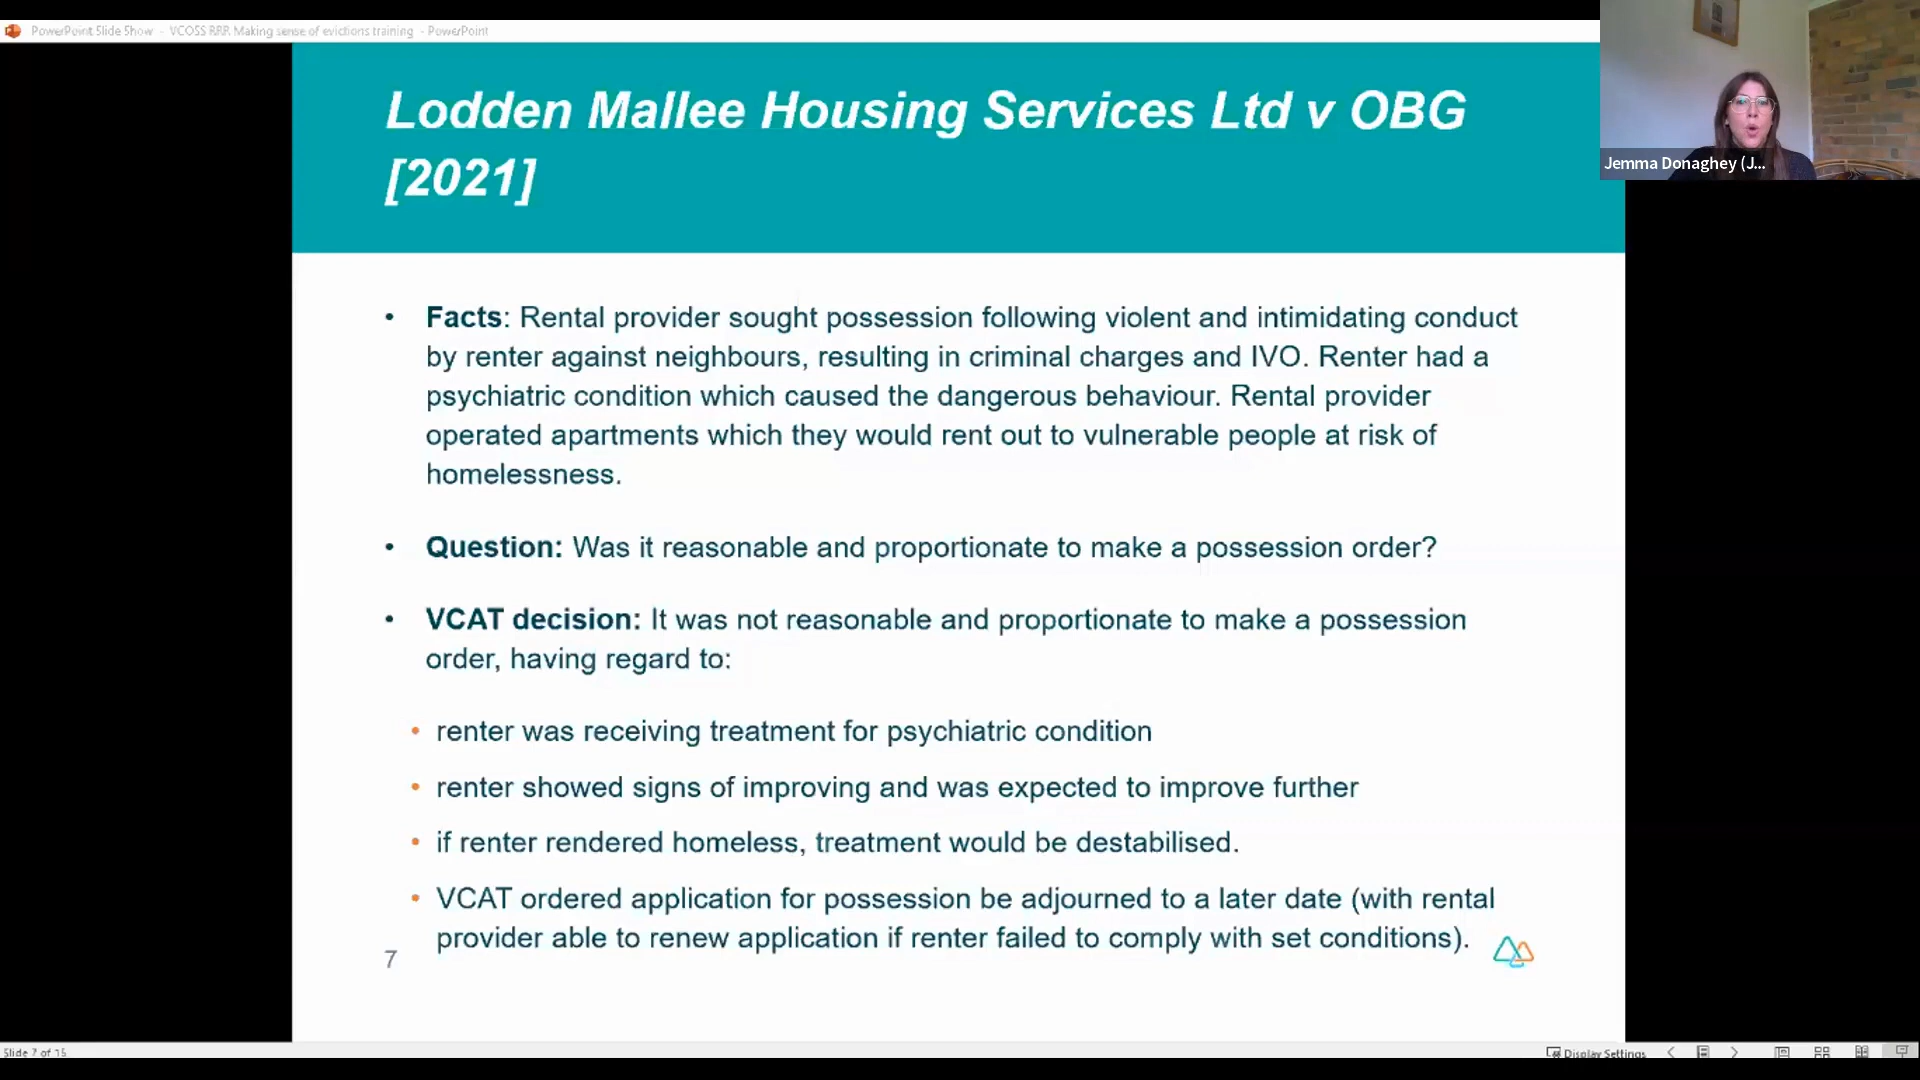 PowerPoint Slide Show - VCOSS RRR Making sense of evictions training - PowerPoint
Jemma Donaghey (J...
Lodden Mallee Housing Services Ltd v OBG
[2021]
• Facts: Rental provider sought possession following violent and intimidating conduct
by renter against neighbours, resulting in criminal charges and IVO. Renter had a
psychiatric condition which caused the dangerous behaviour. Rental provider
operated apartments which they would rent out to vulnerable people at risk of
homelessness.
• Question: Was it reasonable and proportionate to make a possession order?
• VCAT decision: It was not reasonable and proportionate to make a possession
order, having regard to:
• renter was receiving treatment for psychiatric condition
• renter showed signs of improving and was expected to improve further
• if renter rendered homeless, treatment would be destabilised.
• VCAT ordered application for possession be adjourned to a later date (with rental
provider able to renew application if renter failed to comply with set conditions).
7
Slide 7 of 15
Display Settings